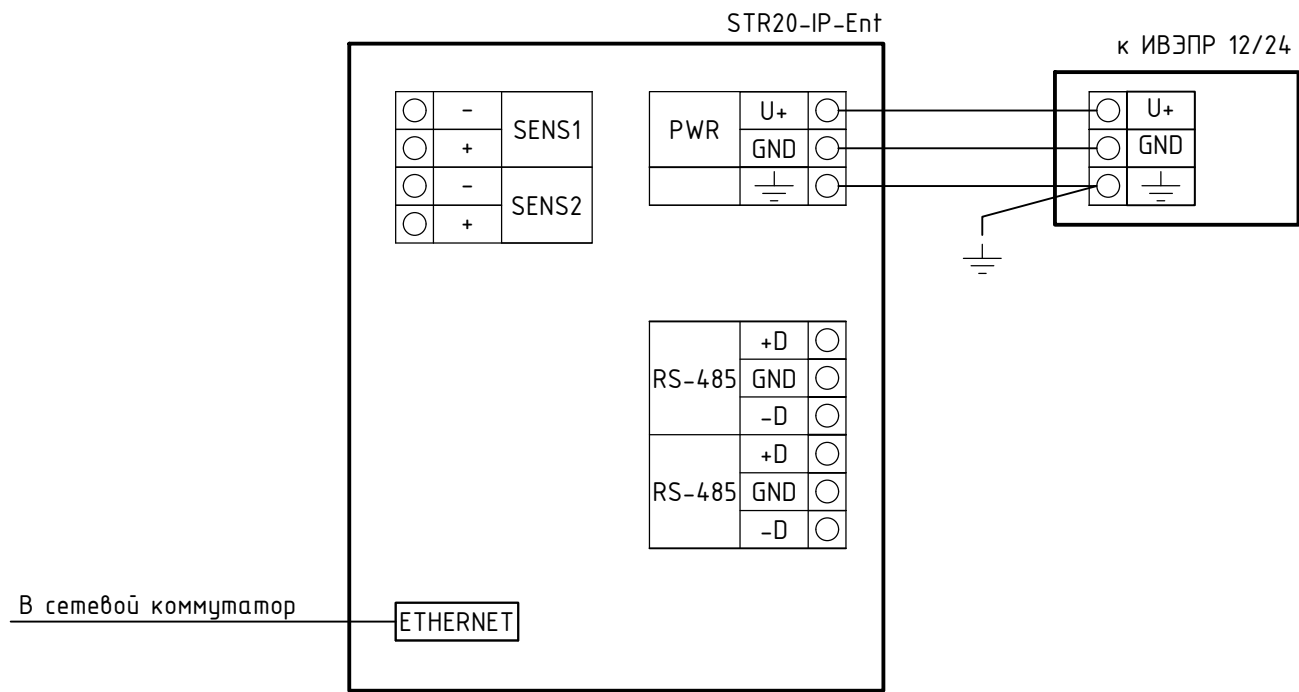 STR20-IP-Ent
к ИВЭПР 12/24
- SENS1
+
- SENS2
+
PWR U+
GND
U+
GND
RS-485 +D
GND
-D
RS-485 +D
GND
-D
В сетевой коммутатор
ETHERNET